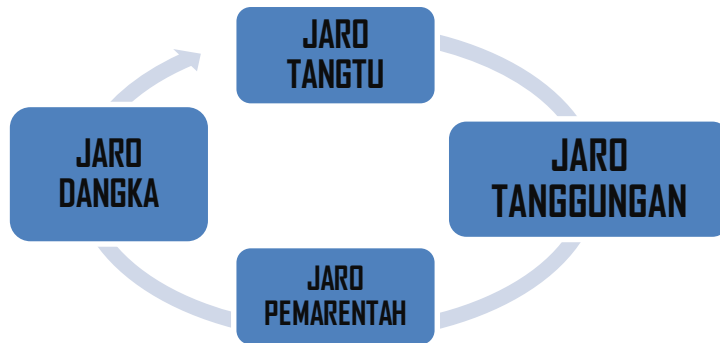 JARO
TANGTU
JARO
TANGGUNGAN
JARO
PEMARENTAH
JARO
DANGKA